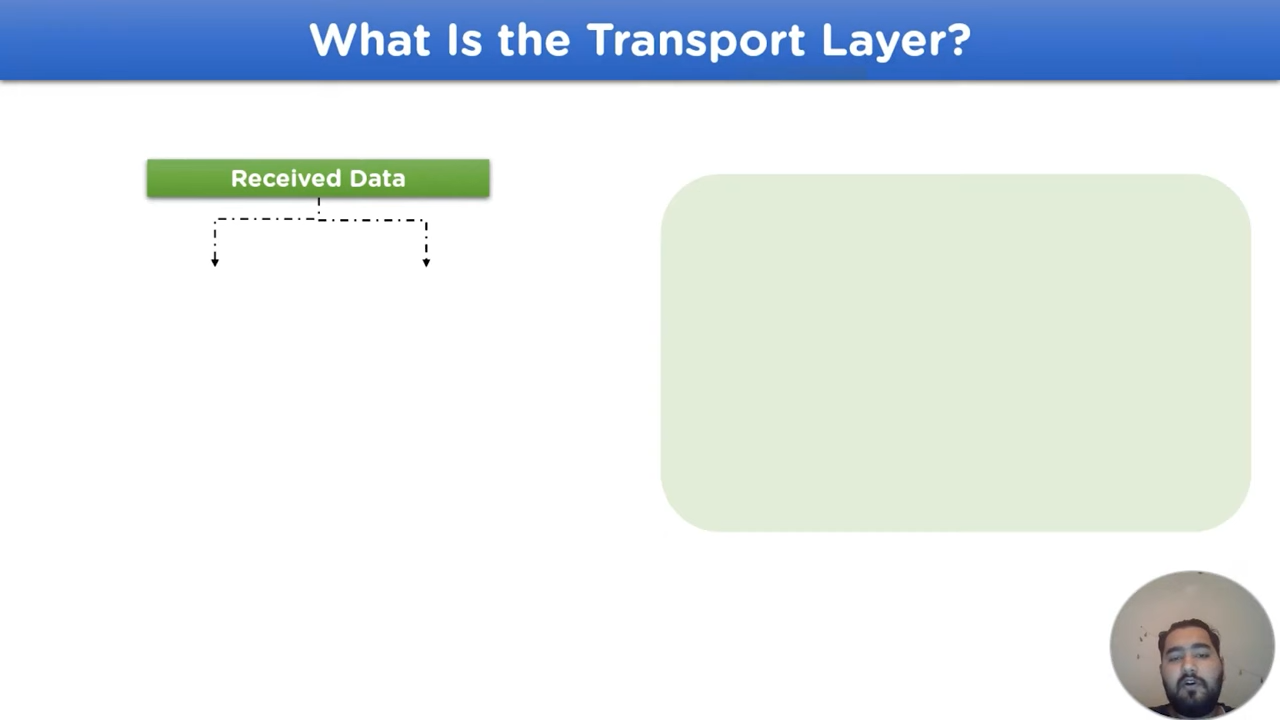 What Is the Transport Layer?
Received Data